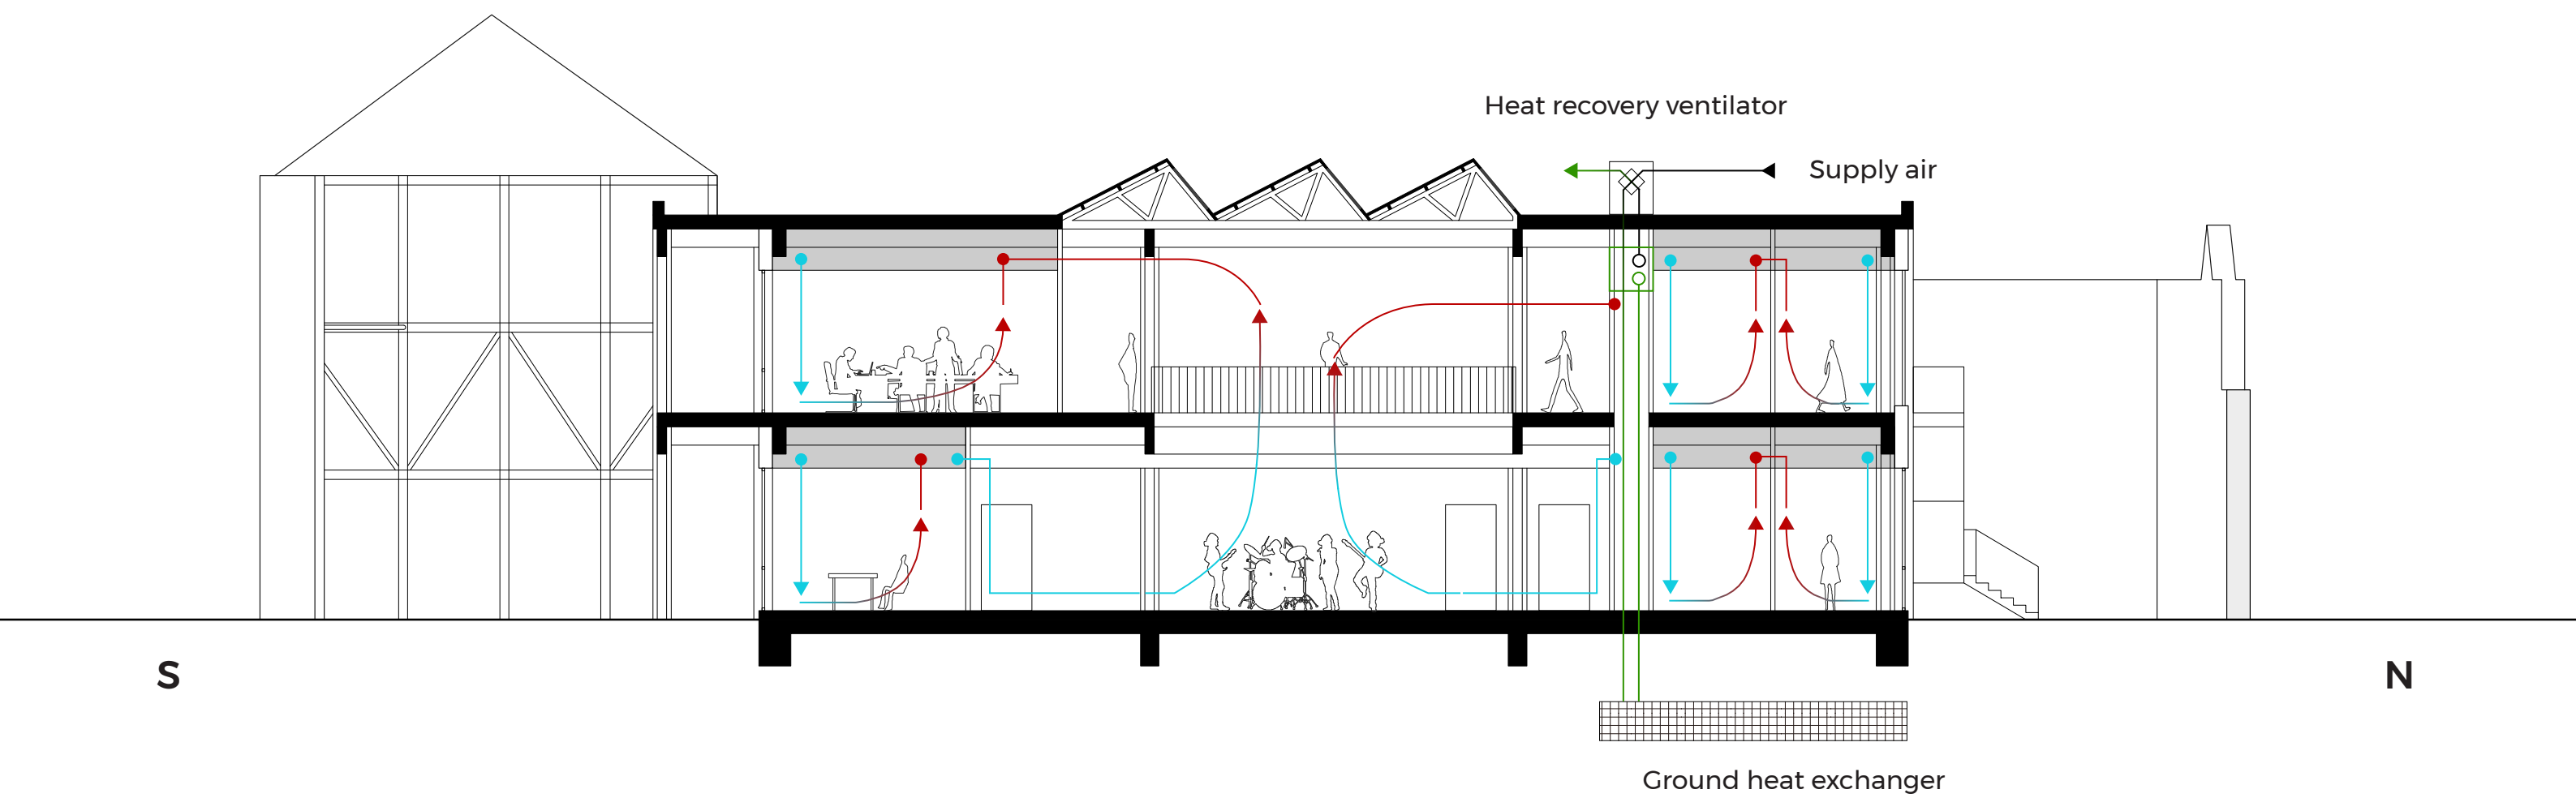 Heat recovery ventilator
Supply air
S
N
Ground heat exchanger